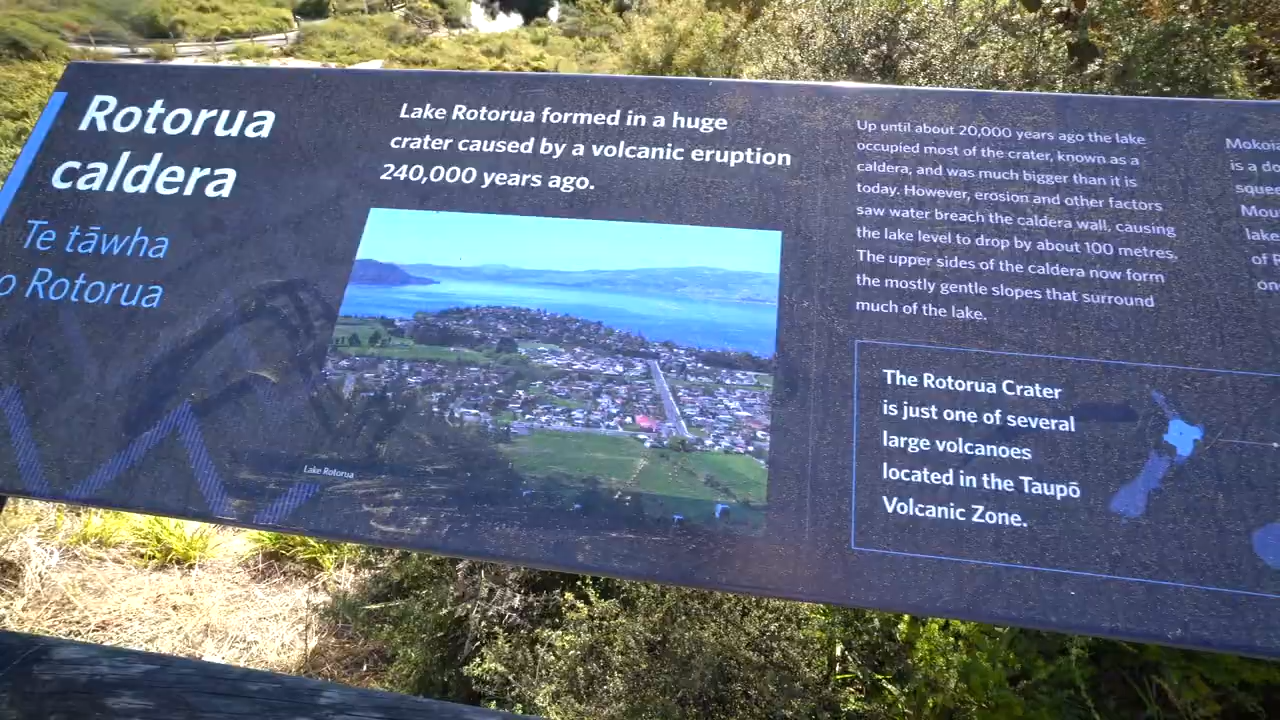 Rotorua
caldera
Te tāwha
o Rotorua
Lake Rotorua formed in a huge
crater caused by a volcanic eruption
240,000 years ago.
Lake Rotorua
Up until about 20,000 years ago the lake
occupied most of the crater, known as a
caldera, and was much bigger than it is
today. However, erosion and other factors
saw water breach the caldera wall, causing
the lake level to drop by about 100 metres.
The upper sides of the caldera now form
the mostly gentle slopes that surround
much of the lake.
The Rotorua Crater
is just one of several
large volcanoes
located in the Taupō
Volcanic Zone.
is a
lake
of